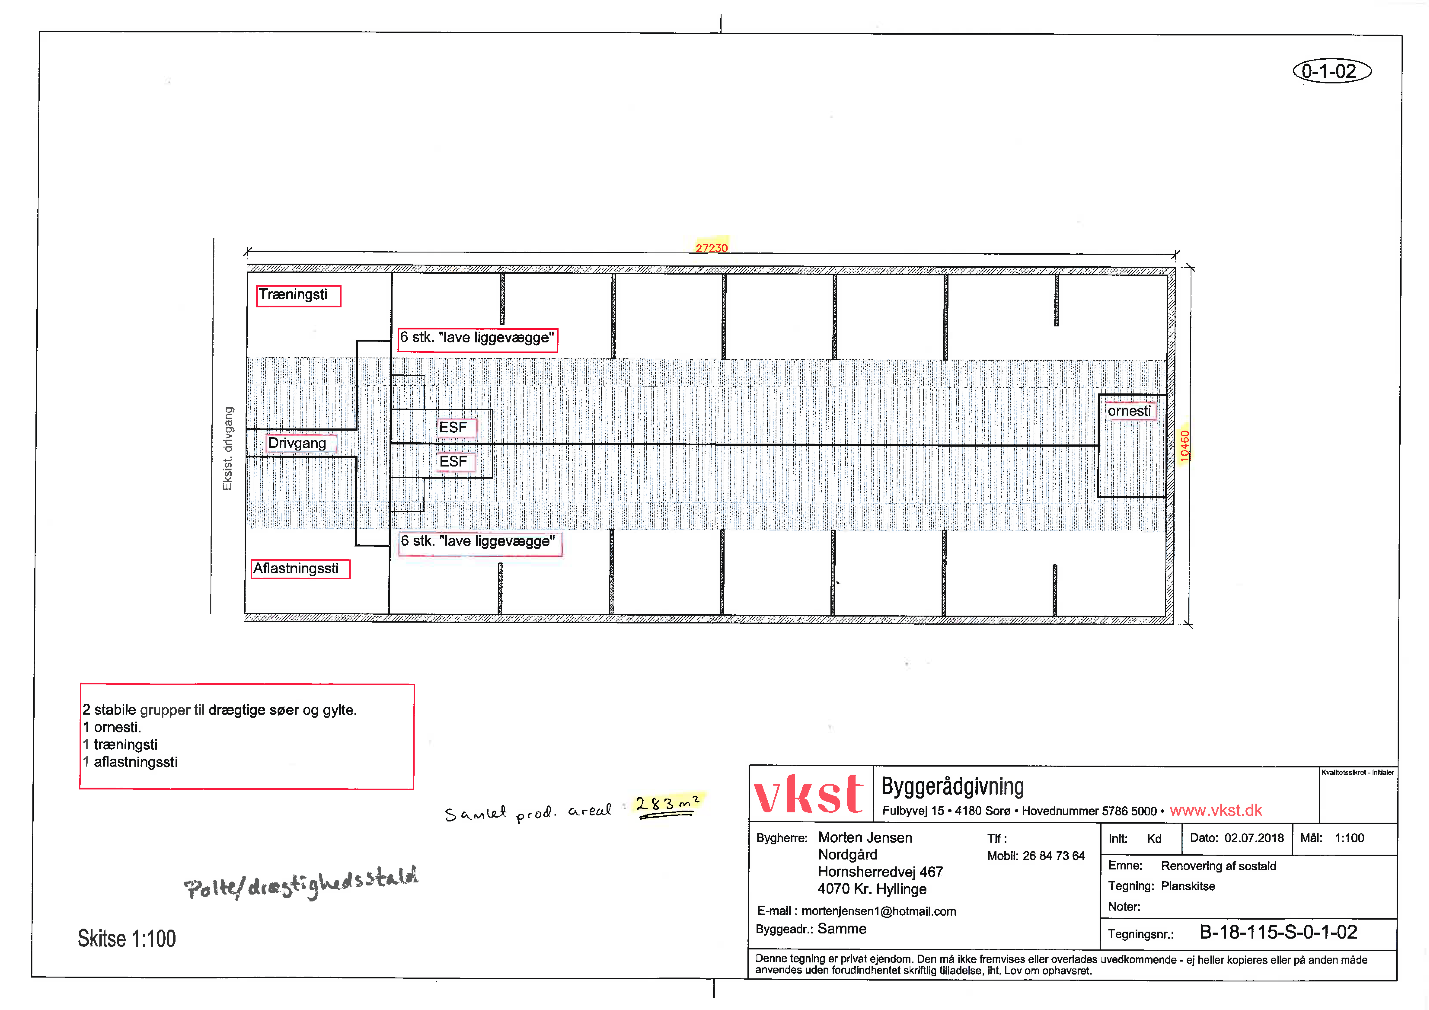 0-1-02
27230
Træningsti
6 stk. "lave liggevægge"
ornesti
ESF
Drivgang
ESF
Eksist. drivgang
10460
6 stk. "lave liggevægge"
Aflastningssti
2 stabile grupper til drægtige søer og gylte.
1 ornesti.
1 træningsti
1 aflastningssti
Samlet prod. areal : 283 m²
Polte/drægtighedsstald
Skitse 1:100
vkst
Byggerådgivning
Kvalitetssikret - initialer
Fulbyvej 15 • 4180 Sorø • Hovednummer 5786 5000 • www.vkst.dk
Bygherre: Morten Jensen
Nordgård
Hornsherredvej 467
4070 Kr. Hyllinge
Tlf :
Mobil: 26 84 73 64
E-mail : mortenjensen1@hotmail.com
Byggeadr.: Samme
Init: Kd
Dato: 02.07.2018
Mål: 1:100
Emne: Renovering af sostald
Tegning: Planskitse
Noter:
Tegningsnr.: B-18-115-S-0-1-02
Denne tegning er privat ejendom. Den må ikke fremvises eller overlades uvedkommende - ej heller kopieres eller på anden måde
anvendes uden forudindhentet skriftlig tilladelse, iht. Lov om ophavsret.